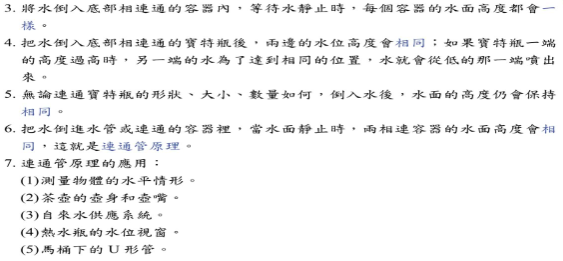 3. 將水倒入底部相連通的容器內，等待水靜止時，每個容器的水面高度都會一
樣。
4. 把水倒入底部相連通的寶特瓶後，兩邊的水位高度會相同；如果寶特瓶一端
的高度過高時，另一端的水為了達到相同的位置，水就會從低的那一端噴出
來。
5. 無論連通寶特瓶的形狀、大小、數量如何，倒入水後，水面的高度仍會保持
相同。
6. 把水倒進水管或連通的容器裡，當水面靜止時，兩相連容器的水面高度會相
同，這就是連通管原理。
7. 連通管原理的應用：
(1)測量物體的水平情形。
(2)茶壺的壺身和壺嘴。
(3)自來水供應系統。
(4)熱水瓶的水位視窗。
(5)馬桶下的 U 形管。